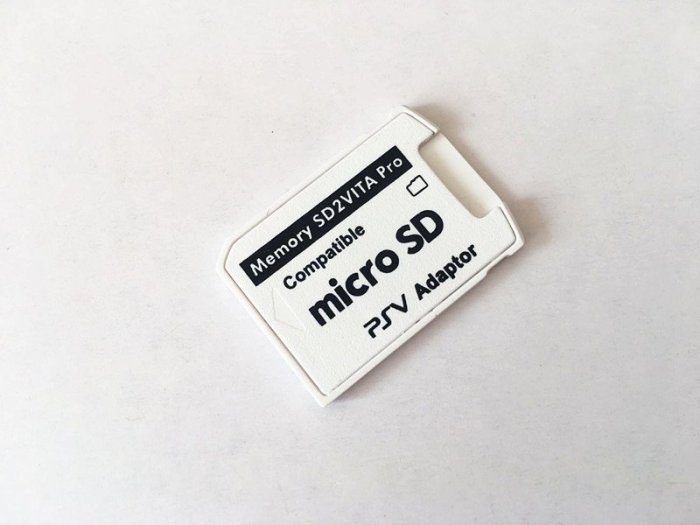 Memory SD2VITA Pro
Compatible
micro SD
PSV Adaptor